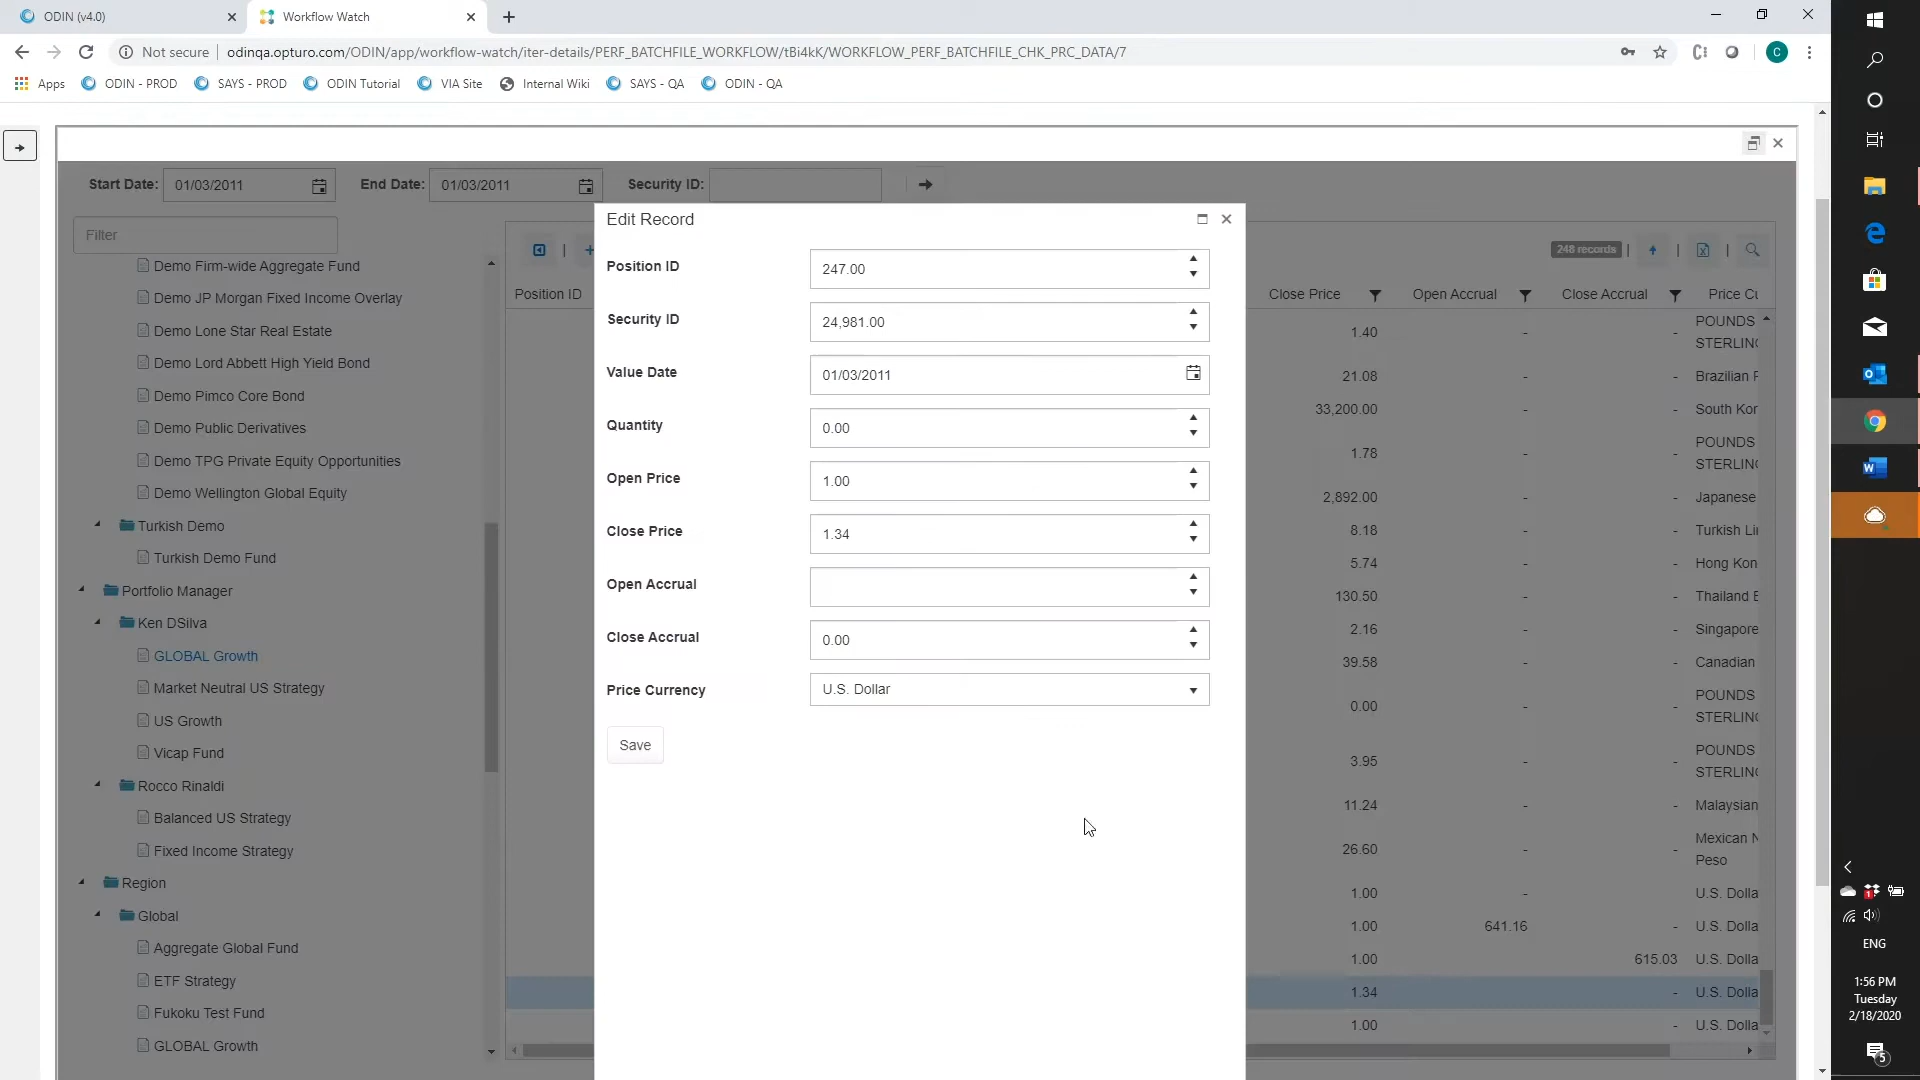 ODIN (v4.0)
Workflow Watch
Not secure
odinqa.opturo.com/ODIN/app/workflow-watch/iter-details/PERF_BATCHFILE_WORKFLOW/tBi4kK/WORKFLOW_PERF_BATCHFILE_CHK_PRC_DATA/7
C
Apps
ODIN - PROD
SAYS - PROD
ODIN Tutorial
VIA Site
Internal Wiki
SAYS - QA
ODIN - QA
Start Date: 01/03/2011
End Date: 01/03/2011
Security ID:
Filter
Demo Firm-wide Aggregate Fund
Demo JP Morgan Fixed Income Overlay
Demo Lone Star Real Estate
Demo Lord Abbett High Yield Bond
Demo Pimco Core Bond
Demo Public Derivatives
Demo TPG Private Equity Opportunities
Demo Wellington Global Equity
Turkish Demo
Turkish Demo Fund
Portfolio Manager
Ken DSilva
GLOBAL Growth
Market Neutral US Strategy
US Growth
Vicap Fund
Rocco Rinaldi
Balanced US Strategy
Fixed Income Strategy
Region
Global
Aggregate Global Fund
ETF Strategy
Fukoku Test Fund
GLOBAL Growth
Position ID
Edit Record
Position ID 247.00
Security ID 24,981.00
Value Date 01/03/2011
Quantity 0.00
Open Price 1.00
Close Price 1.34
Open Accrual
Close Accrual 0.00
Price Currency U.S. Dollar
Save
248 records
Close Price Open Accrual Close Accrual Price Cu
1.40 - - POUNDS
STERLING
21.08 - - Brazilian
33,200.00 - - South Kor
1.78 - - POUNDS
STERLING
2,892.00 - - Japanese
8.18 - - Turkish Li
5.74 - - Hong Kon
130.50 - - Thailand
2.16 - - Singapore
39.58 - - Canadian
0.00 - - POUNDS
STERLING
3.95 - - POUNDS
STERLING
11.24 - - Malaysian
26.60 - - Mexican
Peso
1.00 - U.S. Dolla
1.00 641.16 - U.S. Dolla
1.00 615.03 U.S. Dolla
1.34 - U.S. Dolla
1.00 - U.S. Dolla
ENG
1:56 PM
Tuesday
2/18/2020
5